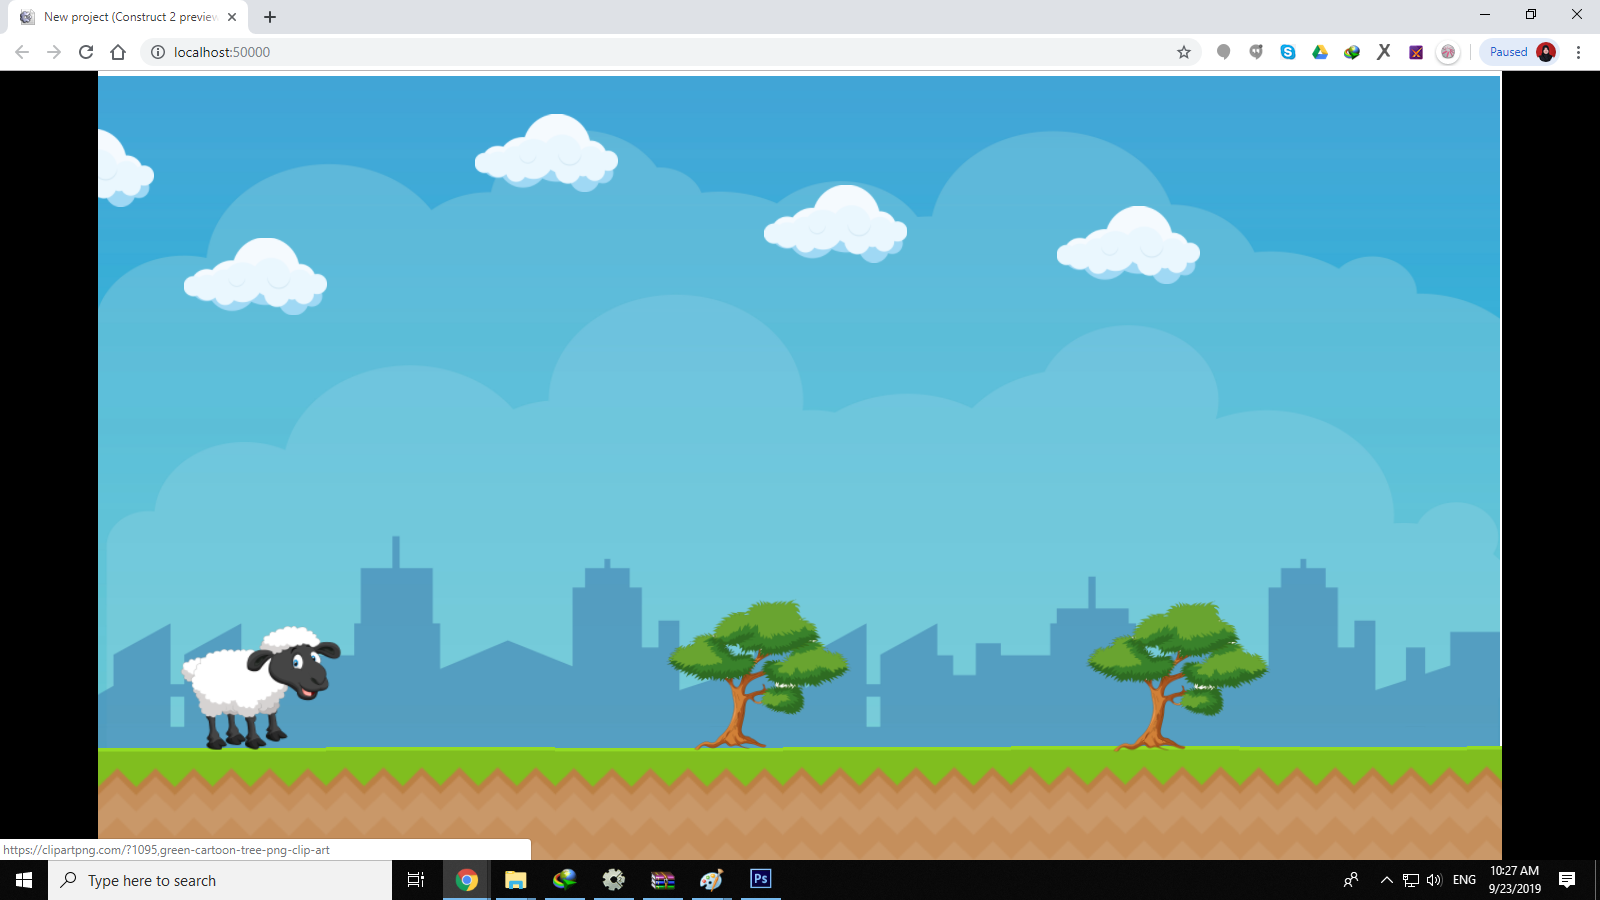 New project (Construct 2 preview
localhost:50000
Paused
https://clipartpng.com/?1095,green-cartoon-tree-png-clip-art
Type here to search
Ps
ENG
10:27 AM
9/23/2019